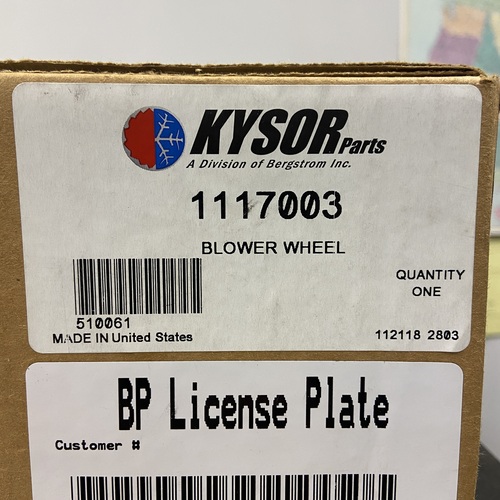 KYSOR Parts
A Division of Bergstrom Inc.
1117003
BLOWER WHEEL
QUANTITY
ONE
510061
MADE IN United States
112118 2803
BP License Plate
Customer #